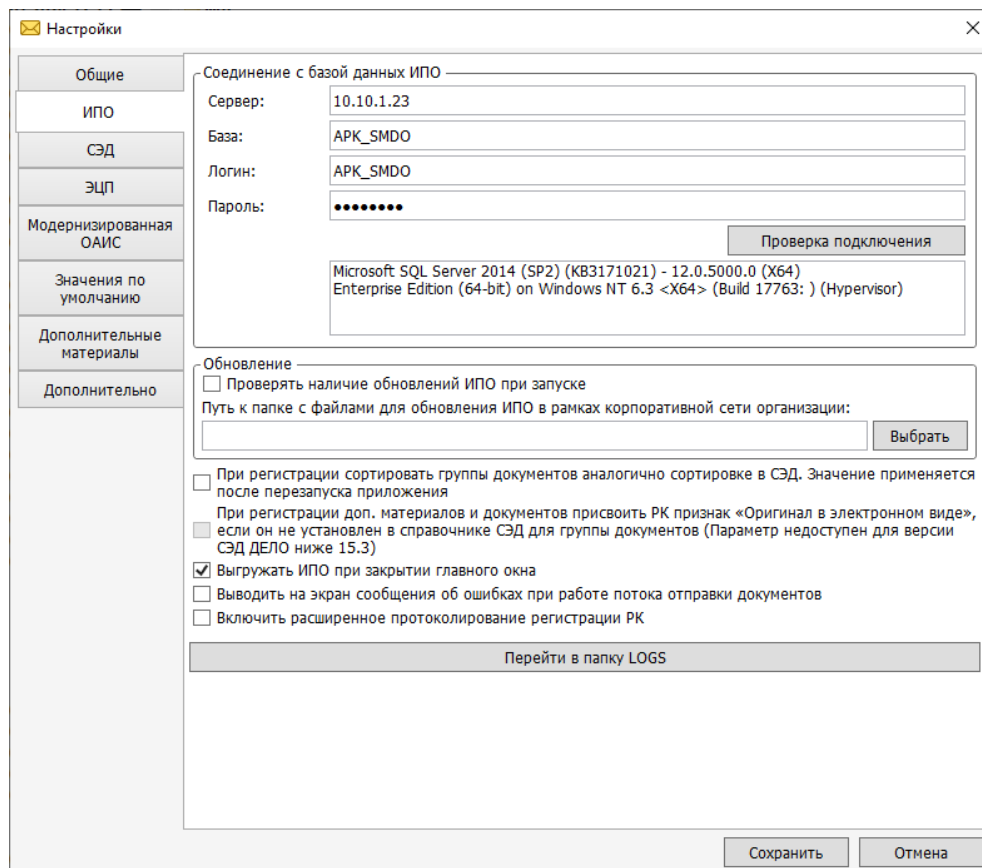 Настройки
Общие
ИПО
СЭД
ЭЦП
Модернизированная
ОАИС
Значения по
умолчанию
Дополнительные
материалы
Дополнительно
Соединение с базой данных ИПО
Сервер:
10.10.1.23
База:
APK_SMDO
Логин:
APK_SMDO
Пароль:
●●●●●●●●
Проверка подключения
Microsoft SQL Server 2014 (SP2) (KB3171021) - 12.0.5000.0 (X64)
Enterprise Edition (64-bit) on Windows NT 6.3 <X64> (Build 17763: ) (Hypervisor)
Обновление
Проверять наличие обновлений ИПО при запуске
Путь к папке с файлами для обновления ИПО в рамках корпоративной сети организации:
Выбрать
При регистрации сортировать группы документов аналогично сортировке в СЭД. Значение применяется
после перезапуска приложения
При регистрации доп. материалов и документов присвоить РК признак «Оригинал в электронном виде»,
если он не установлен в справочнике СЭД для группы документов (Параметр недоступен для версии
СЭД ДЕЛО ниже 15.3)
Выгружать ИПО при закрытии главного окна
Выводить на экран сообщения об ошибках при работе потока отправки документов
Включить расширенное протоколирование регистрации РК
Перейти в папку LOGS
Сохранить
Отмена